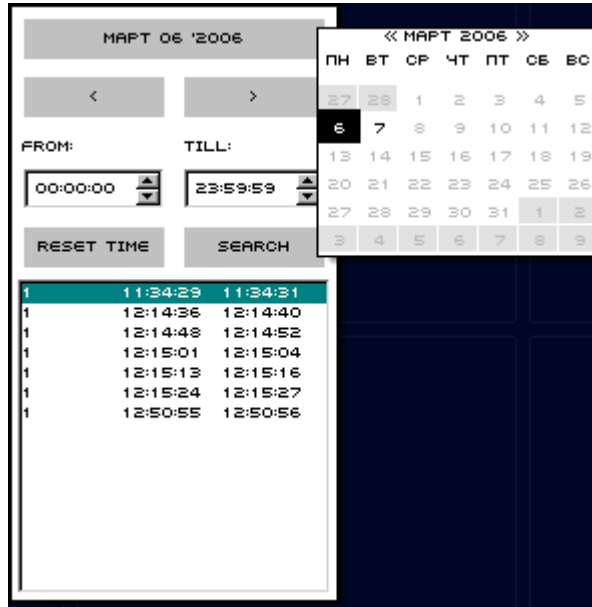 МАРТ 06 '2006
<
>
FROM:
TILL:
00:00:00
23:59:59
RESET TIME
SEARCH
1 11:34:29 11:34:31
1 12:14:36 12:14:40
1 12:14:48 12:14:52
1 12:15:01 12:15:04
1 12:15:13 12:15:16
1 12:15:24 12:15:27
1 12:50:55 12:50:56
« МАРТ 2006 »
ПН ВТ СР ЧТ ПТ СБ ВС
27 28 1 2 3 4 5
6 7 8 9 10 11 12
13 14 15 16 17 18 19
20 21 22 23 24 25 26
27 28 29 30 31 1 2
3 4 5 6 7 8 9